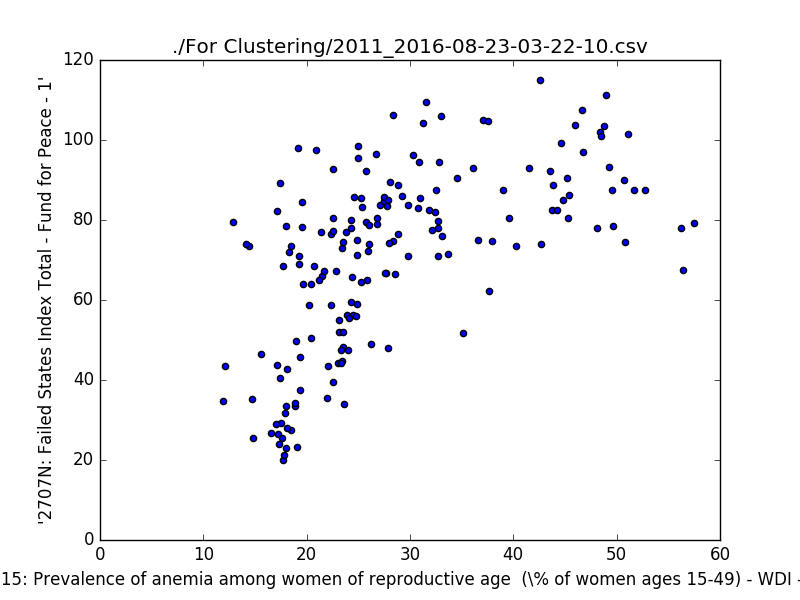 ./For Clustering/2011_2016-08-23-03-22-10.csv
'2707N: Failed States Index Total - Fund for Peace - 1'
120
100
80
60
40
20
0
0 10 20 30 40 50 60
15: Prevalence of anemia among women of reproductive age (\% of women ages 15-49) - WDI -